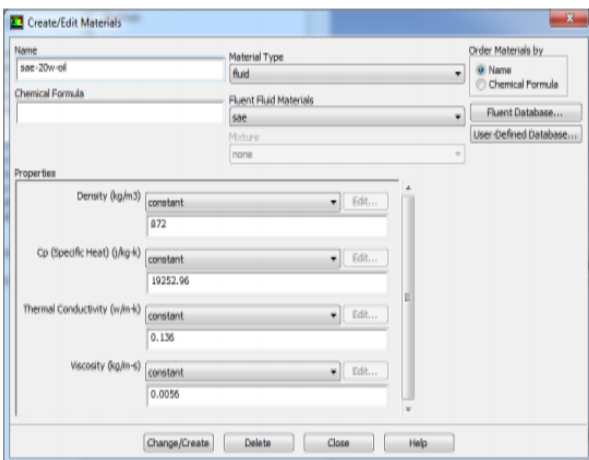 Create/Edit Materials
Name
sae-20w-oil
Chemical Formula
Material Type
fluid
Fluent Fluid Materials
sae
Mixture
none
Order Materials by
Name
Chemical Formula
Fluent Database...
User-Defined Database...
Properties
Density (kg/m3)
constant
Edit...
872
Cp (Specific Heat) (j/kg-k)
constant
Edit...
19252.96
Thermal Conductivity (w/m-k)
constant
Edit...
0.136
Viscosity (kg/m-s)
constant
Edit...
0.0056
Change/Create
Delete
Close
Help